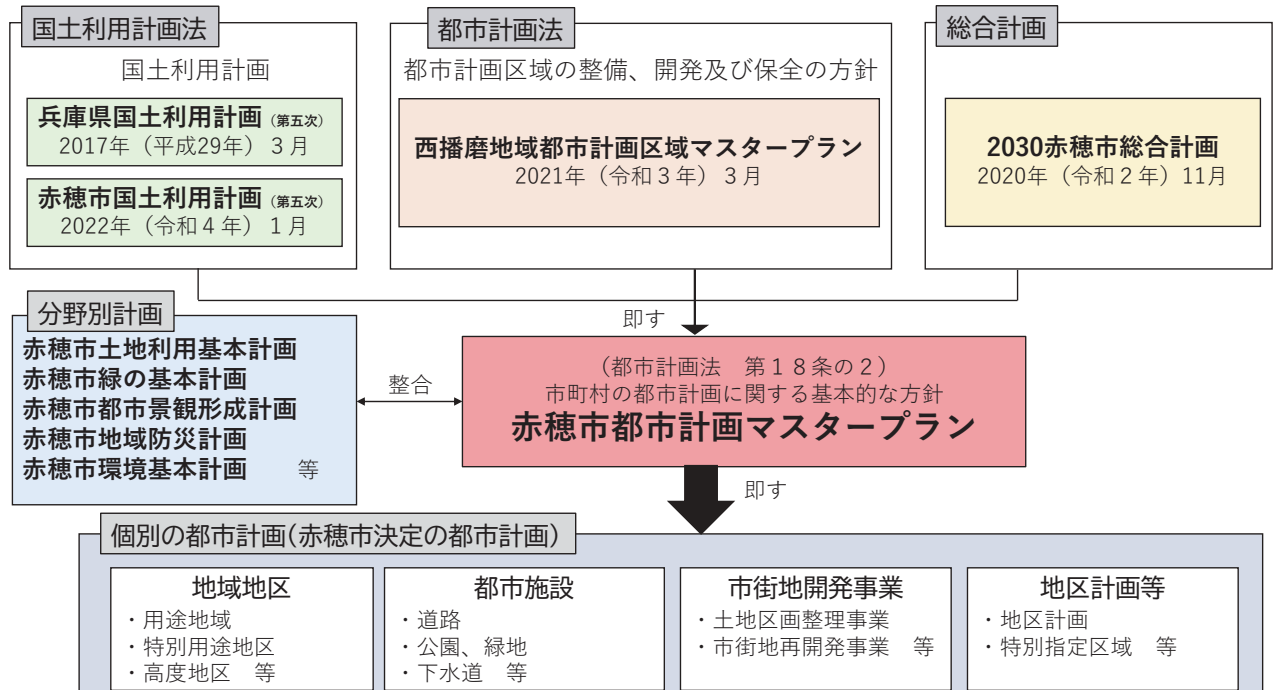 国土利用計画法
国土利用計画
兵庫県国土利用計画（第五次）
2017年（平成29年）３月
赤穂市国土利用計画（第五次）
2022年（令和４年）１月
都市計画法
都市計画区域の整備、開発及び保全の方針
西播磨地域都市計画区域マスタープラン
2021年（令和３年）３月
総合計画
2030赤穂市総合計画
2020年（令和２年）11月
即す
分野別計画
赤穂市土地利用基本計画
赤穂市緑の基本計画
赤穂市都市景観形成計画
赤穂市地域防災計画
赤穂市環境基本計画　等
整合
（都市計画法　第１８条の２）
市町村の都市計画に関する基本的な方針
赤穂市都市計画マスタープラン
即す
個別の都市計画（赤穂市決定の都市計画）
地域地区
・用途地域
・特別用途地区
・高度地区　等
都市施設
・道路
・公園、緑地
・下水道　等
市街地開発事業
・土地区画整理事業
・市街地再開発事業　等
地区計画等
・地区計画
・特別指定区域　等